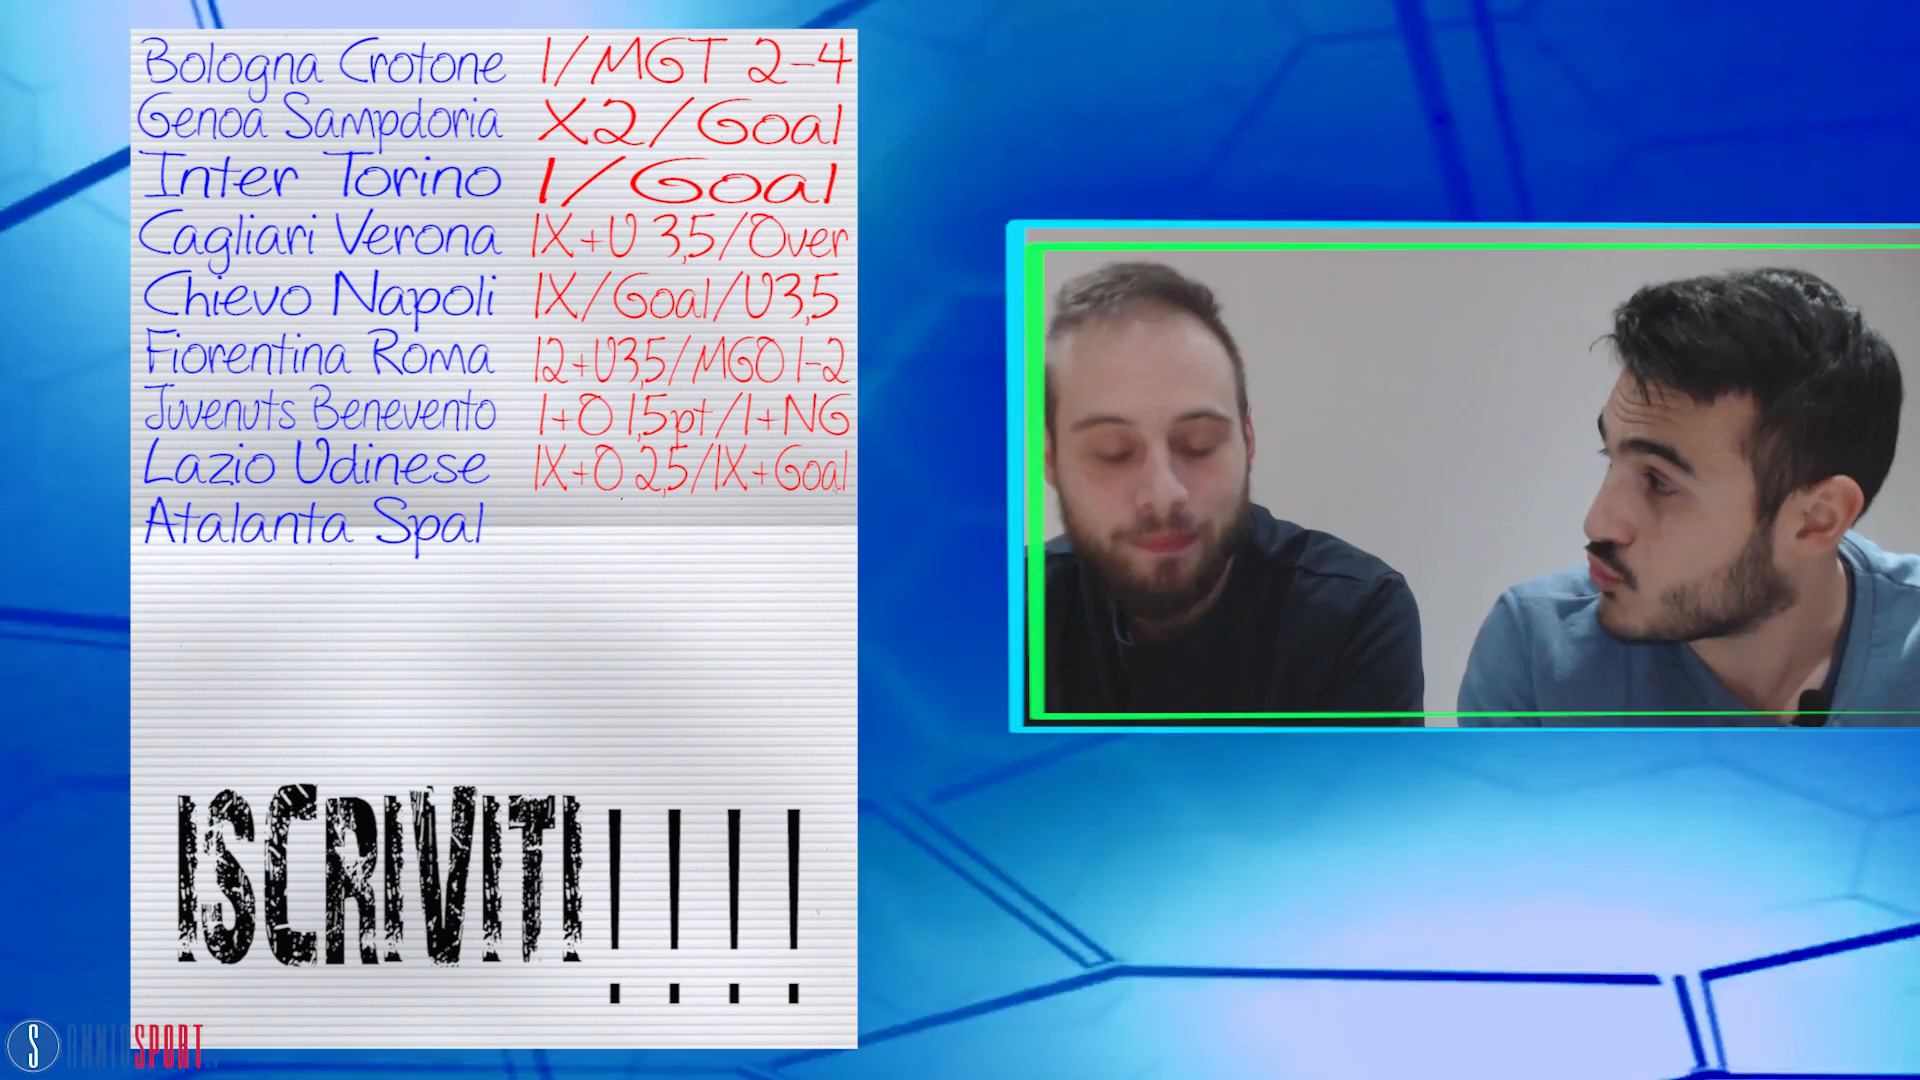 Bologna Crotone 1/MGT 2-4
Genoa Sampdoria X2/Goal
Inter Torino 1/Goal
Cagliari Verona 1X+U 3,5/Over
Chievo Napoli 1X/Goal/U3,5
Fiorentina Roma 12+U3,5/MGO 1-2
Juvenuts Benevento 1+O 1,5pt/1+NG
Lazio Udinese 1X+O 2,5/1X+Goal
Atalanta Spal
ISCRIVITI!!!!
SANNIOSPORT